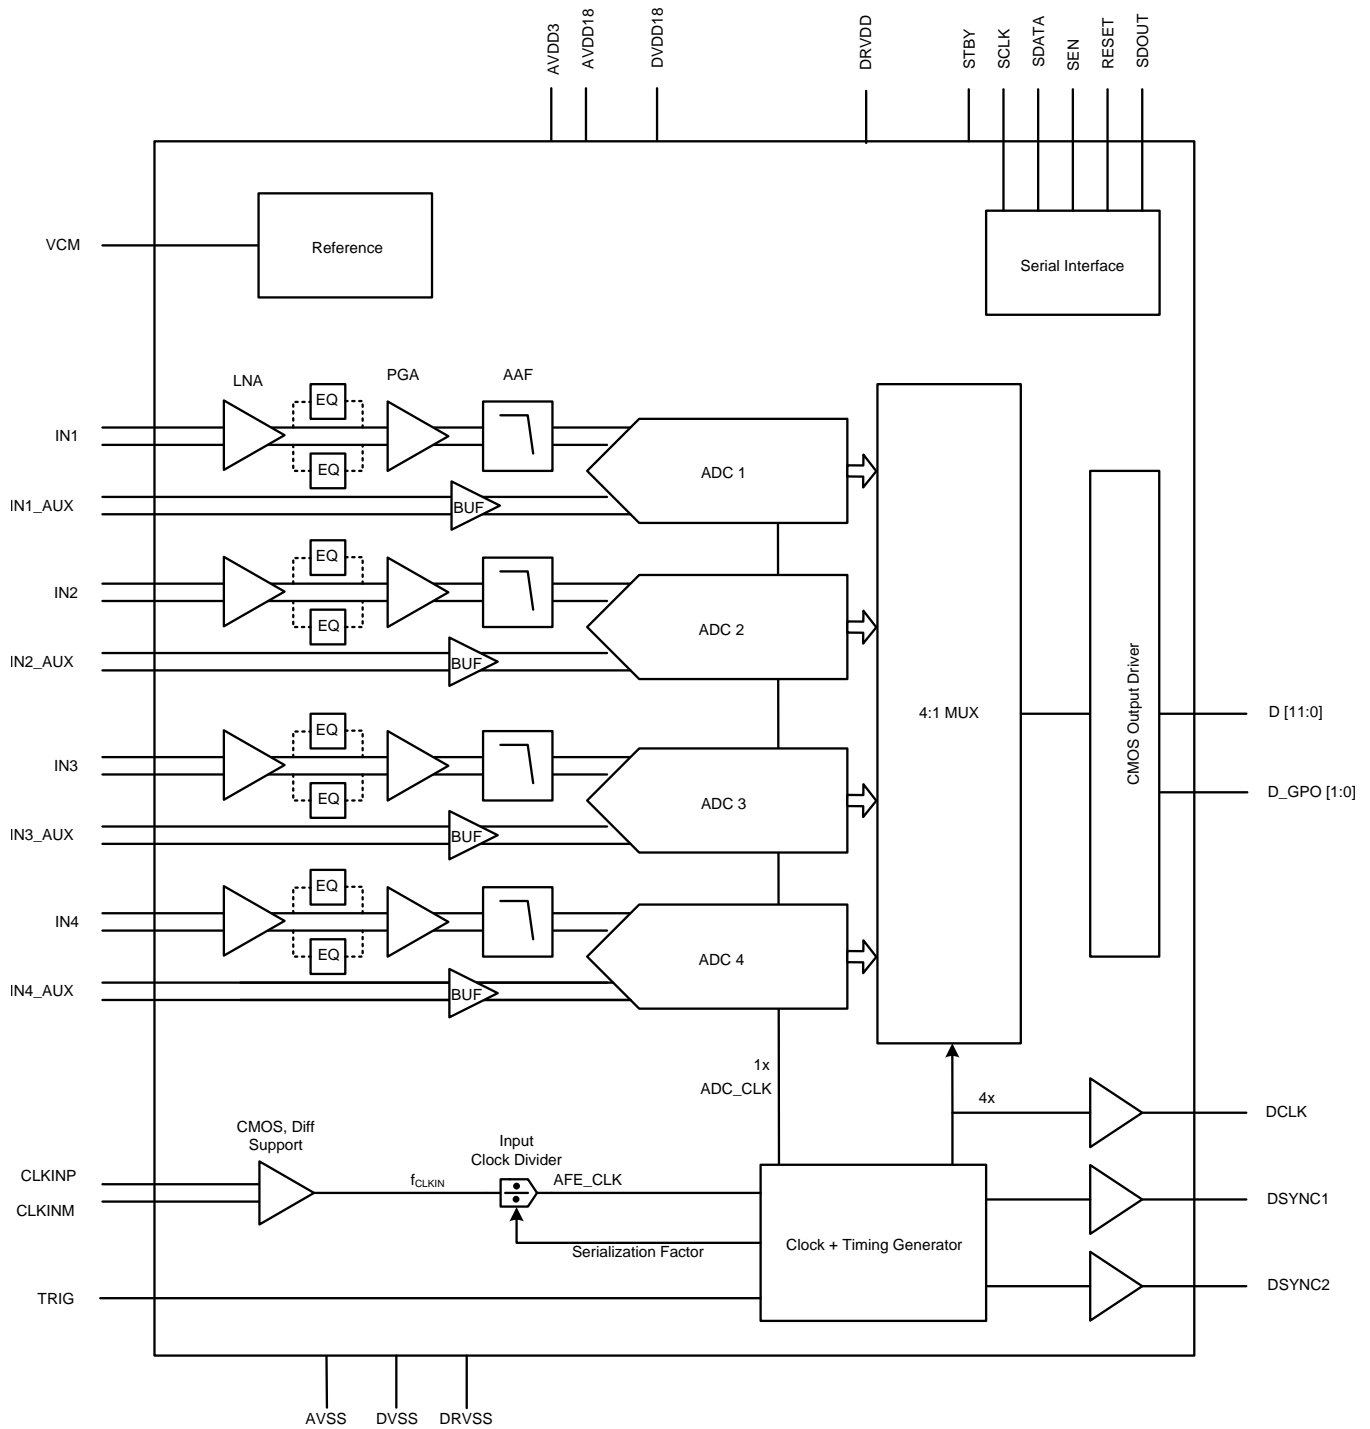 AVDD3
AVDD18
DVDD18
DRVDD
STBY
SCLK
SDATA
SEN
RESET
SDOUT
VCM
Reference
Serial Interface
LNA
EQ
PGA
AAF
EQ
IN1
ADC 1
IN1_AUX
BUF
EQ
IN2
EQ
ADC 2
IN2_AUX
BUF
4:1 MUX
CMOS Output Driver
D [11:0]
D_GPO [1:0]
EQ
IN3
EQ
ADC 3
IN3_AUX
BUF
EQ
IN4
EQ
ADC 4
IN4_AUX
BUF
1x
ADC_CLK
4x
DCLK
CMOS, Diff
Support
Input
Clock Divider
CLKINP
CLKINM
fCLKIN
AFE_CLK
Serialization Factor
Clock + Timing Generator
DSYNC1
DSYNC2
TRIG
AVSS
DVSS
DRVSS